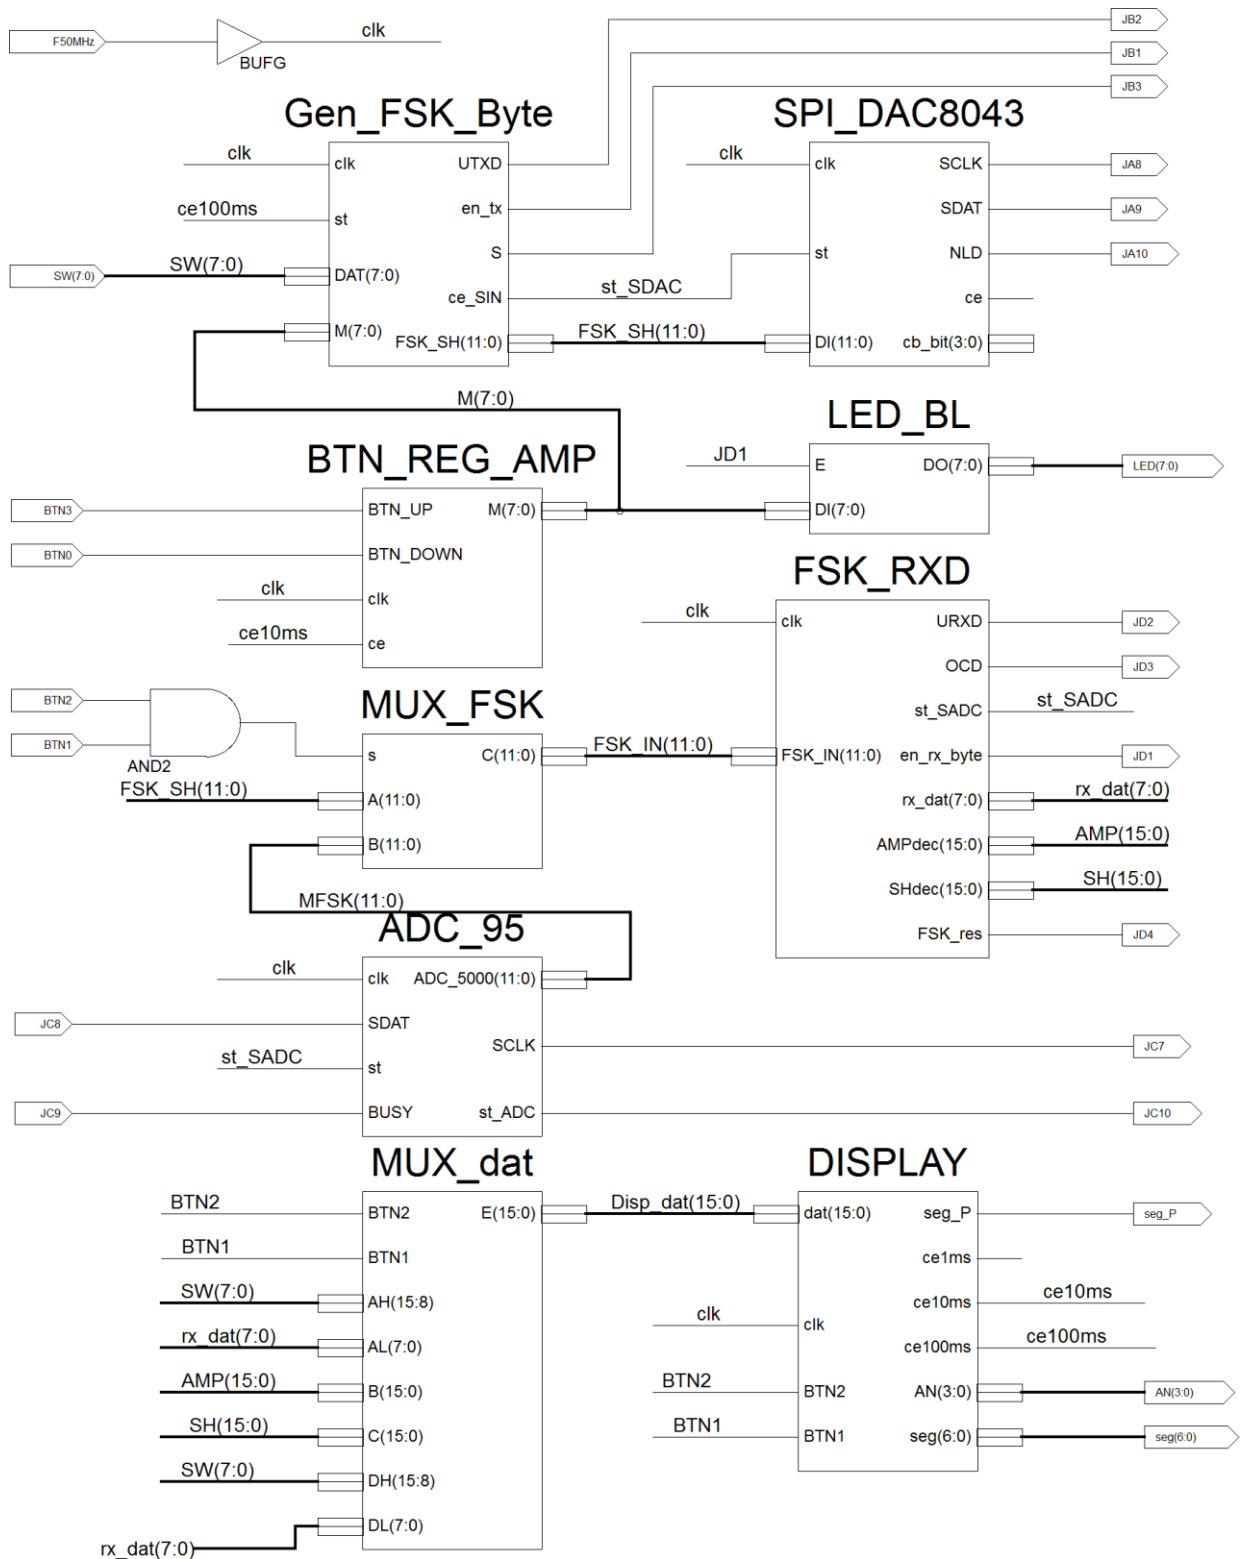 F50MHz
clk
BUFG
JB2
JB1
JB3
Gen_FSK_Byte
clk
clk
UTXD
ce100ms
st
en_tx
S
SW(7:0)
SW(7:0)
DAT(7:0)
ce_SIN
M(7:0)
FSK_SH(11:0)
st_SDAC
FSK_SH(11:0)
SPI_DAC8043
clk
clk
SCLK
JA8
SDAT
JA9
st
NLD
JA10
ce
DI(11:0)
cb_bit(3:0)
M(7:0)
LED_BL
JD1
E
DO(7:0)
LED(7:0)
DI(7:0)
BTN_REG_AMP
BTN3
BTN_UP
M(7:0)
BTN0
BTN_DOWN
clk
clk
ce10ms
ce
FSK_RXD
clk
clk
URXD
JD2
OCD
JD3
st_SADC
st_SADC
FSK_IN(11:0)
en_rx_byte
JD1
rx_dat(7:0)
rx_dat(7:0)
AMPdec(15:0)
AMP(15:0)
SHdec(15:0)
SH(15:0)
FSK_res
JD4
BTN2
BTN1
AND2
MUX_FSK
s
C(11:0)
FSK_IN(11:0)
FSK_SH(11:0)
A(11:0)
B(11:0)
MFSK(11:0)
ADC_95
clk
clk
ADC_5000(11:0)
JC8
SDAT
SCLK
JC7
st_SADC
st
JC9
BUSY
st_ADC
JC10
MUX_dat
BTN2
BTN2
E(15:0)
Disp_dat(15:0)
BTN1
BTN1
SW(7:0)
AH(15:8)
rx_dat(7:0)
AL(7:0)
AMP(15:0)
B(15:0)
SH(15:0)
C(15:0)
SW(7:0)
DH(15:8)
rx_dat(7:0)
DL(7:0)
DISPLAY
dat(15:0)
seg_P
seg_P
ce1ms
ce10ms
ce10ms
clk
clk
ce100ms
ce100ms
BTN2
BTN2
AN(3:0)
AN(3:0)
BTN1
BTN1
seg(6:0)
seg(6:0)